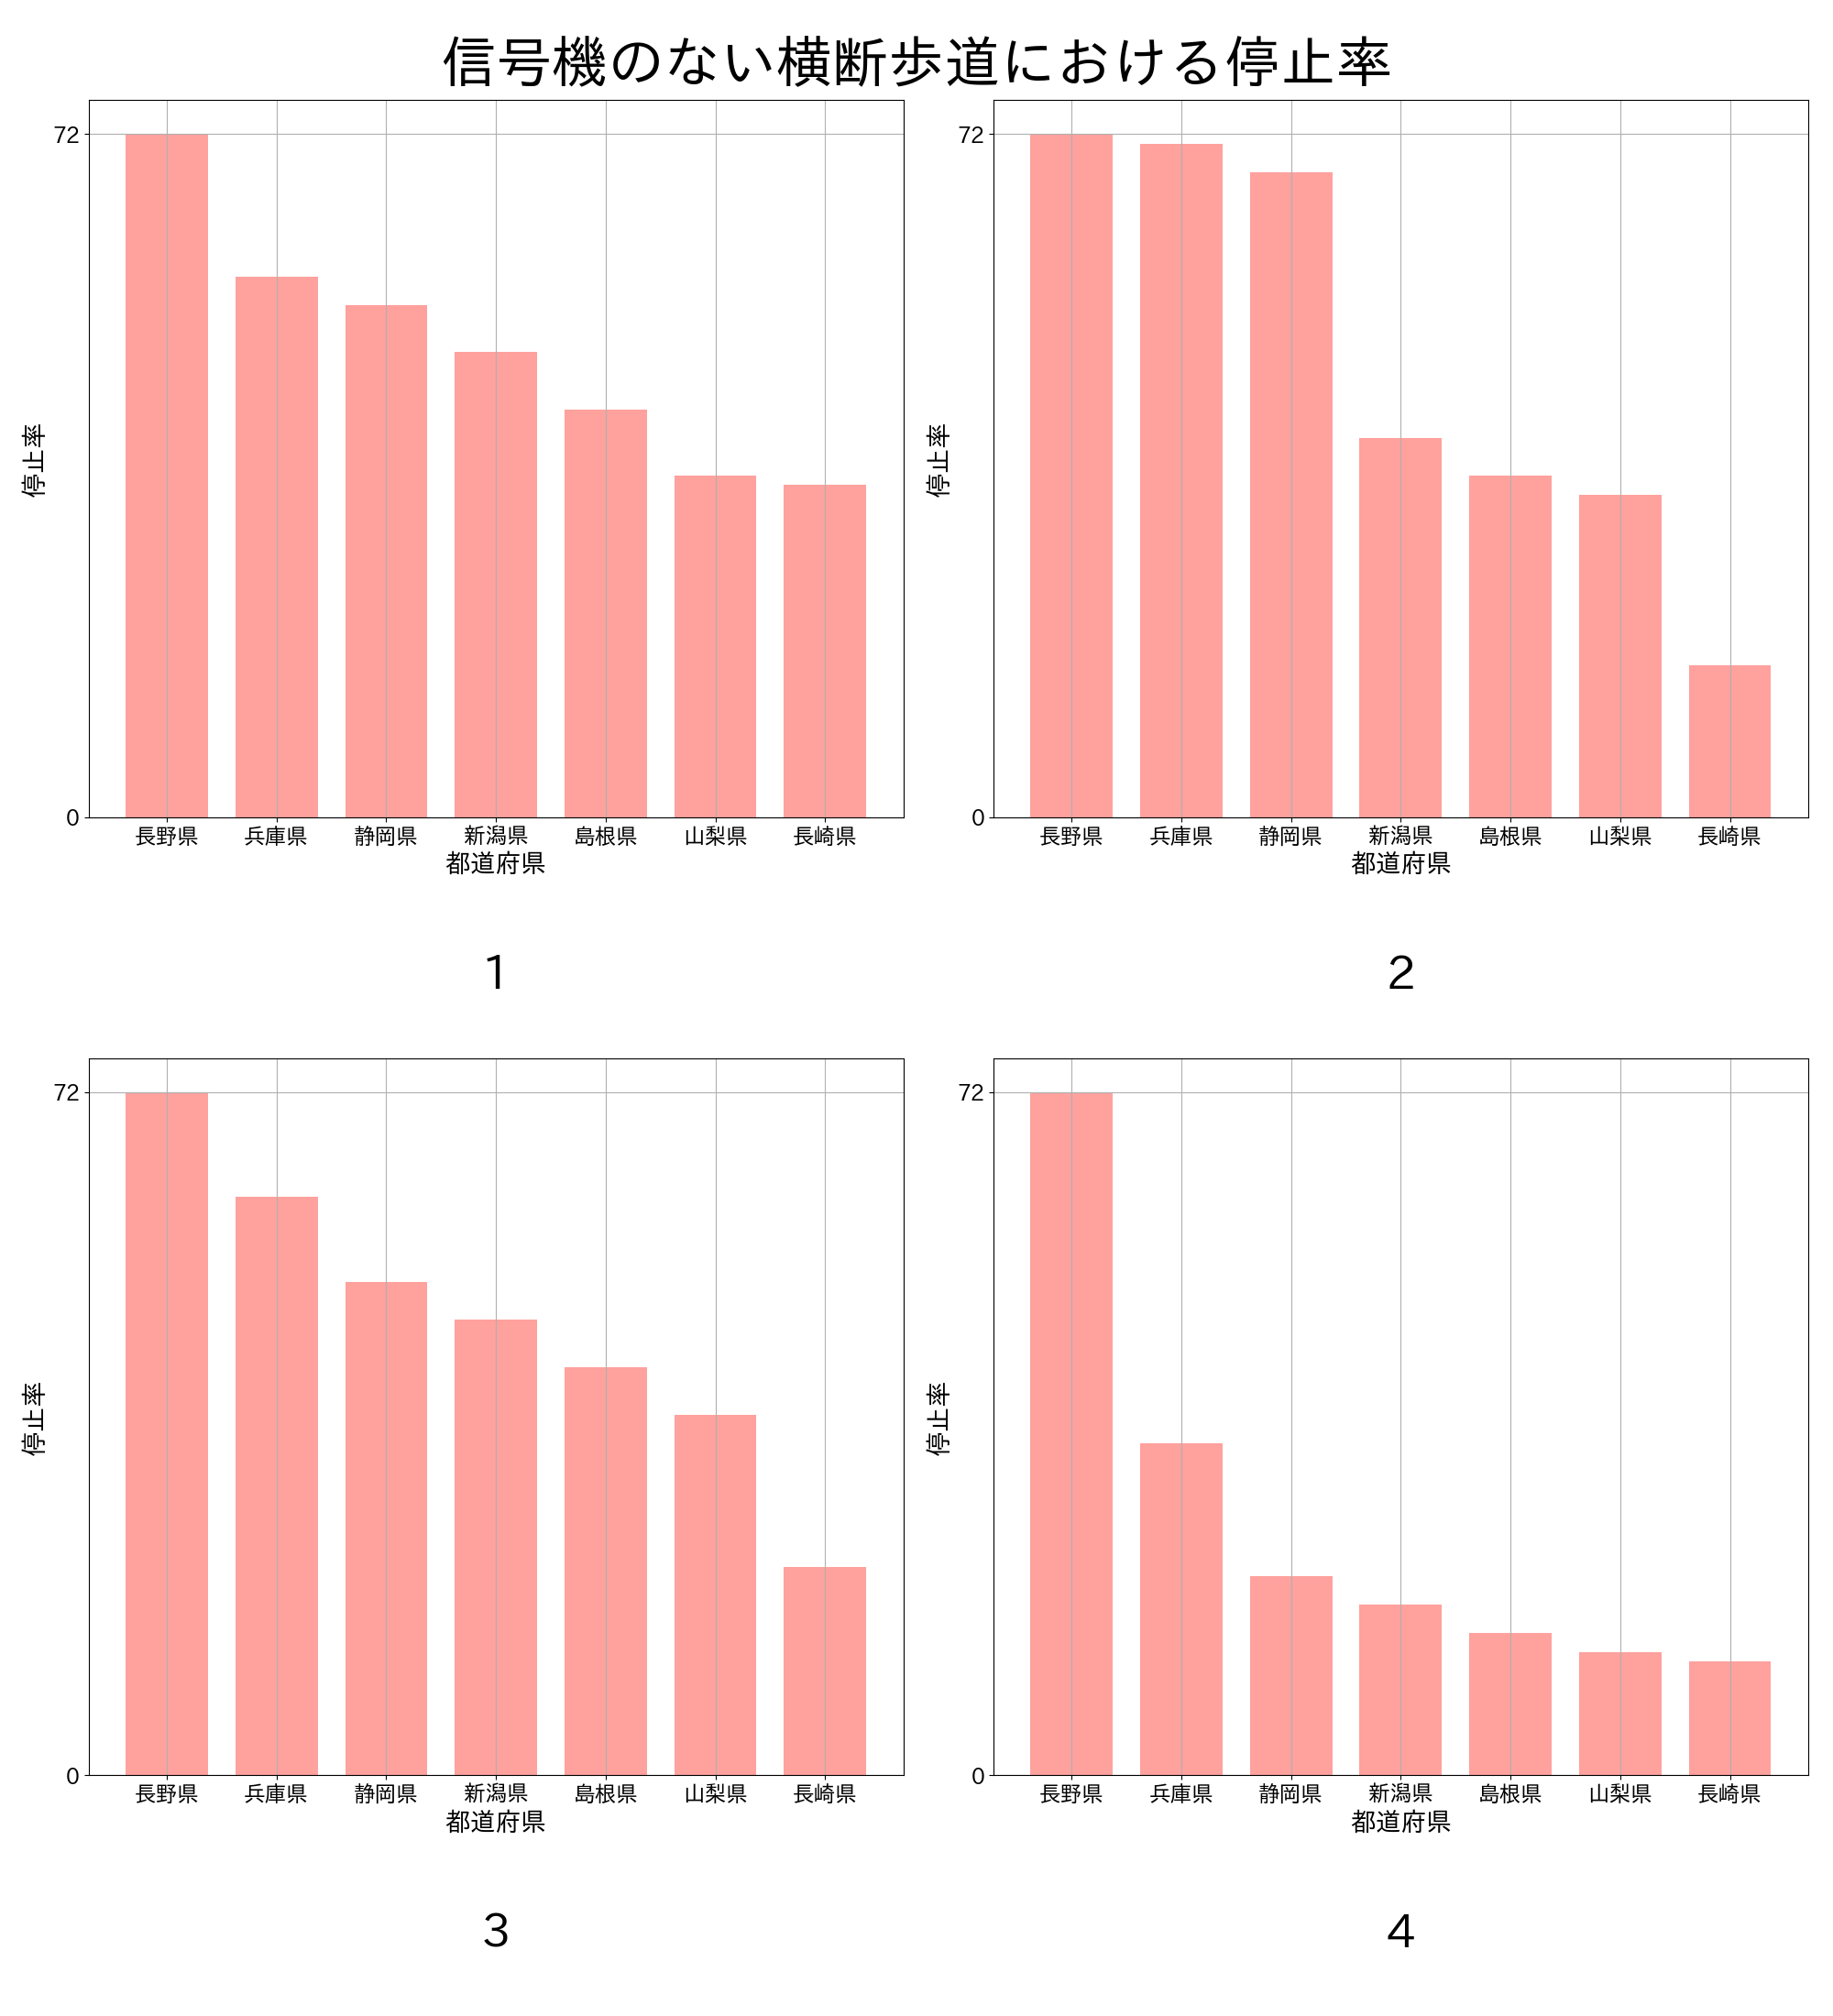 信号機のない横断歩道における停止率
72
0
停止率
長野県 兵庫県 静岡県 新潟県 島根県 山梨県 長崎県
都道府県
1
72
0
停止率
長野県 兵庫県 静岡県 新潟県 島根県 山梨県 長崎県
都道府県
2
72
0
停止率
長野県 兵庫県 静岡県 新潟県 島根県 山梨県 長崎県
都道府県
3
72
0
停止率
長野県 兵庫県 静岡県 新潟県 島根県 山梨県 長崎県
都道府県
4